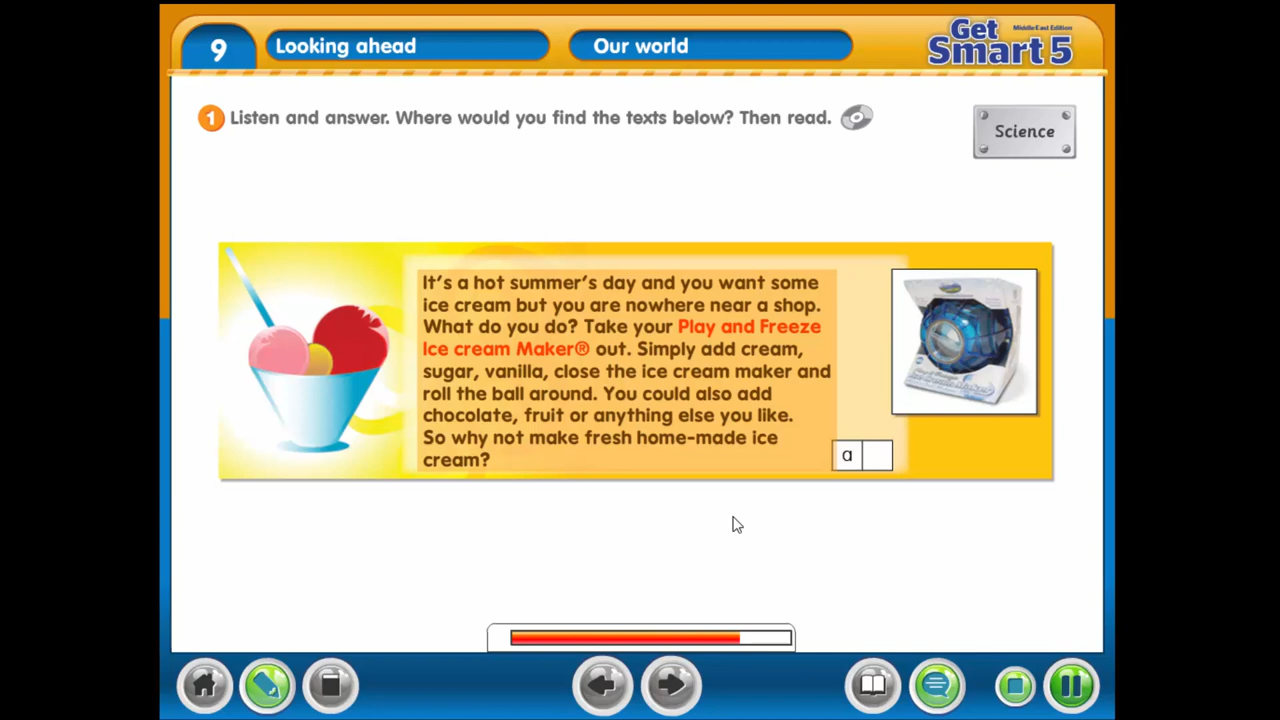 9
Looking ahead
Our world
Middle East Edition
Get
Smart 5
1 Listen and answer. Where would you find the texts below? Then read.
Science
It's a hot summer's day and you want some
ice cream but you are nowhere near a shop.
What do you do? Take your Play and Freeze
Ice cream Maker® out. Simply add cream,
sugar, vanilla, close the ice cream maker and
roll the ball around. You could also add
chocolate, fruit or anything else you like.
So why not make fresh home-made ice
cream?
a